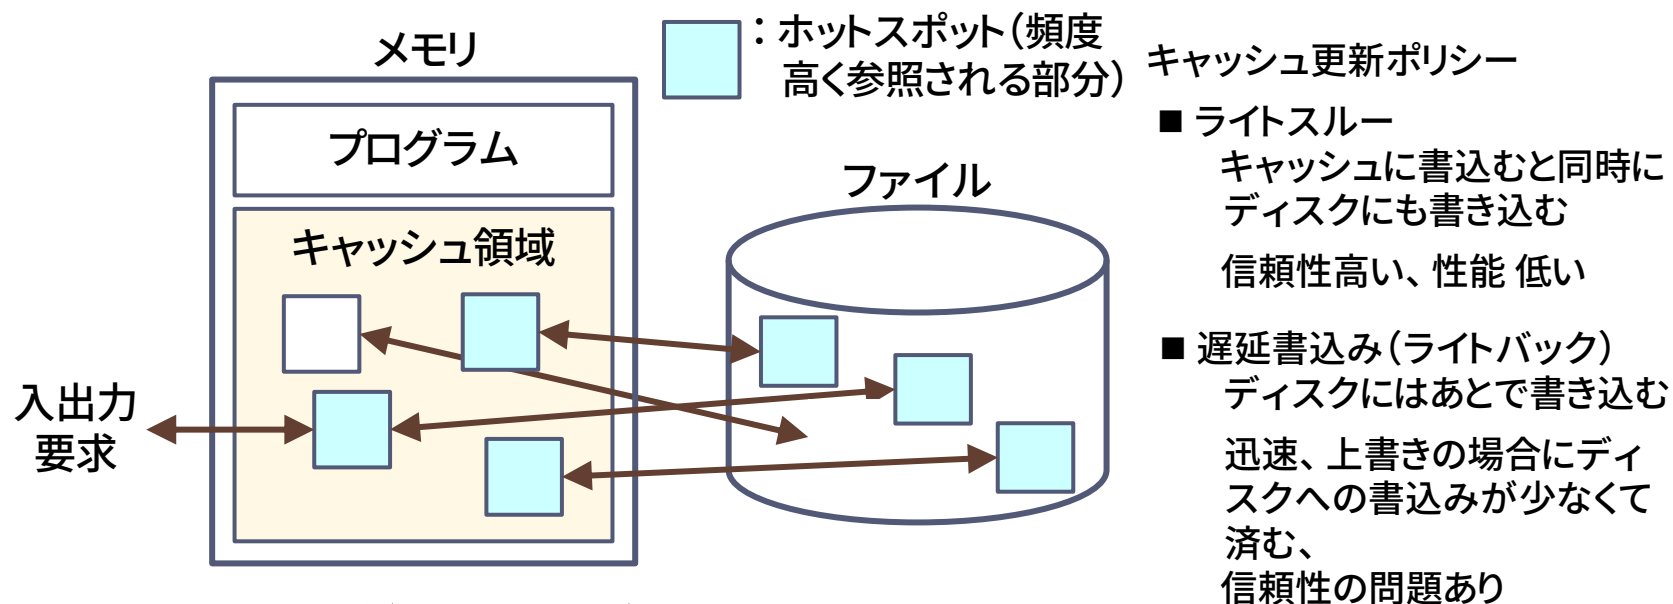 メモリ
：ホットスポット（頻度
高く参照される部分）
プログラム
キャッシュ領域
ファイル
入出力
要求
キャッシュ更新ポリシー
■ ライトスルー
キャッシュに書込むと同時に
ディスクにも書き込む
信頼性高い、性能 低い
■ 遅延書込み（ライトバック）
ディスクにはあとで書き込む
迅速、上書きの場合にディ
スクへの書込みが少なくて
済む、
信頼性の問題あり